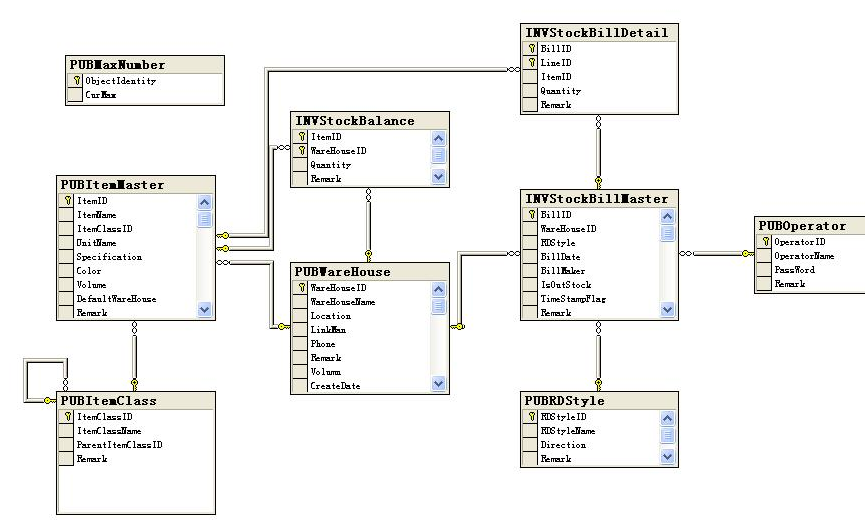 PUBMaxNumber
ObjectIdentity
CurMax
INVStockBillDetail
BillID
LineID
ItemID
Quantity
Remark
INVStockBalance
ItemID
WareHouseID
Quantity
Remark
PUBItemMaster
ItemID
ItemName
ItemClassID
UnitName
Specification
Color
Volume
DefaultWareHouse
Remark
INVStockBillMaster
BillID
WareHouseID
RDStyle
BillDate
BillMaker
IsOutStock
TimeStampFlag
Remark
PUBOperator
OperatorID
OperatorName
PassWord
Remark
PUBWareHouse
WareHouseID
WareHouseName
Location
LinkMan
Phone
Remark
Volumn
CreateDate
PUBItemClass
ItemClassID
ItemClassName
ParentItemClassID
Remark
PUBRDStyle
RDStyleID
RDStyleName
Direction
Remark